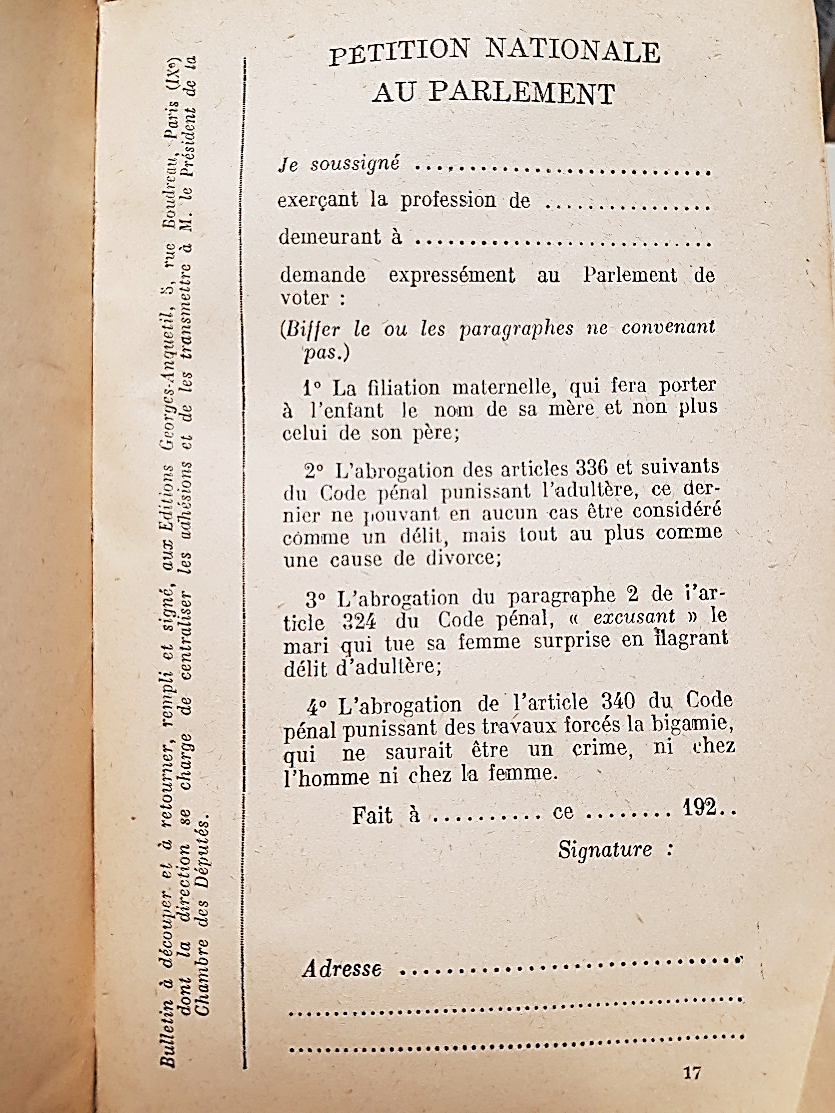 Bulletin à découper et à retourner, rempli et signé, aux Editions Georges-Anquetil, 5, rue Boudreau, Paris (IXe)
dont la direction se charge de centraliser les adhésions et de les transmettre à M. le Président de la
Chambre des Députés.
PÉTITION NATIONALE
AU PARLEMENT
Je soussigné ..............................
exerçant la profession de ................
demeurant à ..............................
demande expressément au Parlement de
voter :
(Biffer le ou les paragraphes ne convenant
pas.)
1° La filiation maternelle, qui fera porter
à l'enfant le nom de sa mère et non plus
celui de son père;
2° L'abrogation des articles 336 et suivants
du Code pénal punissant l'adultère, ce der-
nier ne pouvant en aucun cas être considéré
comme un délit, mais tout au plus comme
une cause de divorce;
3° L'abrogation du paragraphe 2 de l'ar-
ticle 324 du Code pénal, « excusant » le
mari qui tue sa femme surprise en flagrant
délit d'adultère;
4° L'abrogation de l'article 340 du Code
pénal punissant des travaux forcés la bigamie,
qui ne saurait être un crime, ni chez
l'homme ni chez la femme.
Fait à .......... ce ........ 192..
Signature :
Adresse ....................................
................................................
................................................
17